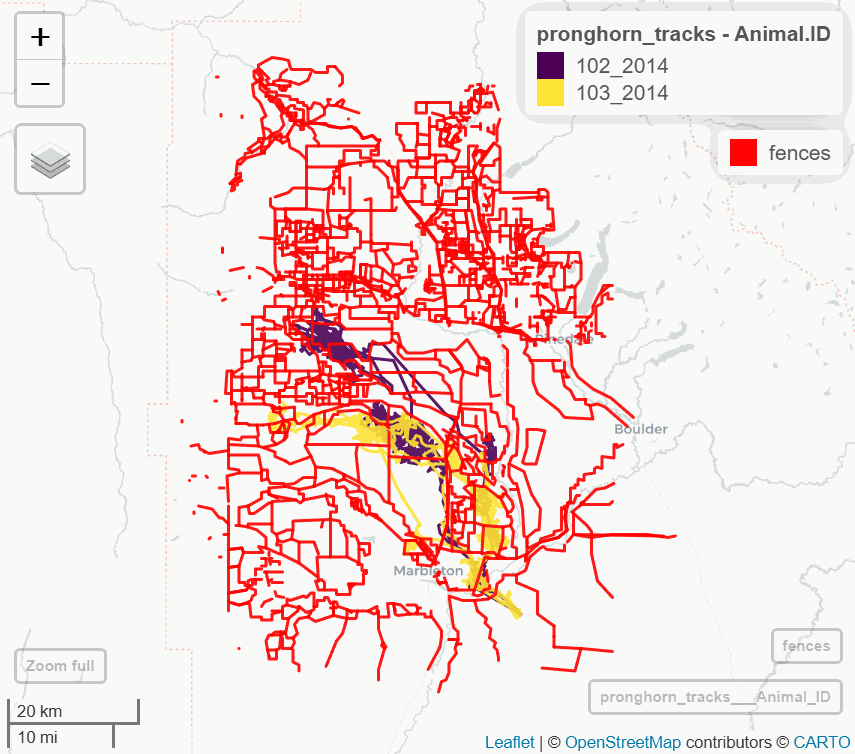 +
−
pronghorn_tracks - Animal.ID
102_2014
103_2014
fences
Pinedale
Boulder
Marbleton
Zoom full
fences
pronghorn_tracks___Animal_ID
20 km
10 mi
Leaflet | © OpenStreetMap contributors © CARTO